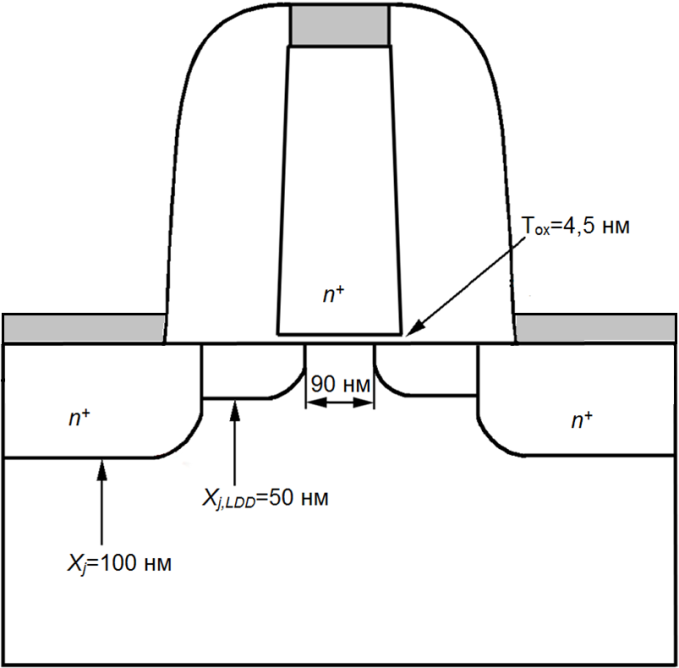 Tox=4,5 нм
n+
90 нм
n+
n+
Xj,LDD=50 нм
Xj=100 нм